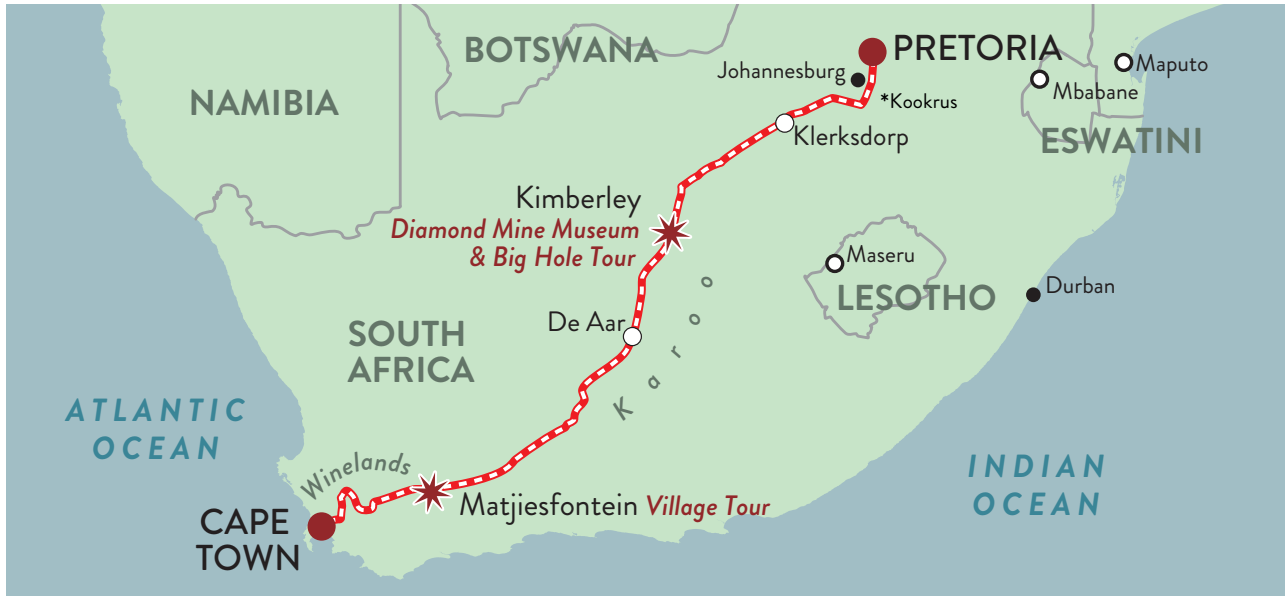 BOTSWANA
PRETORIA
Johannesburg
Maputo
NAMIBIA
*Kookrus
Mbabane
Klerksdorp
ESWATINI
Kimberley
Diamond Mine Museum
& Big Hole Tour
Maseru
Durban
LESOTHO
De Aar
SOUTH
AFRICA
Karoo
ATLANTIC
OCEAN
Winelands
INDIAN
OCEAN
Matjiesfontein Village Tour
CAPE
TOWN